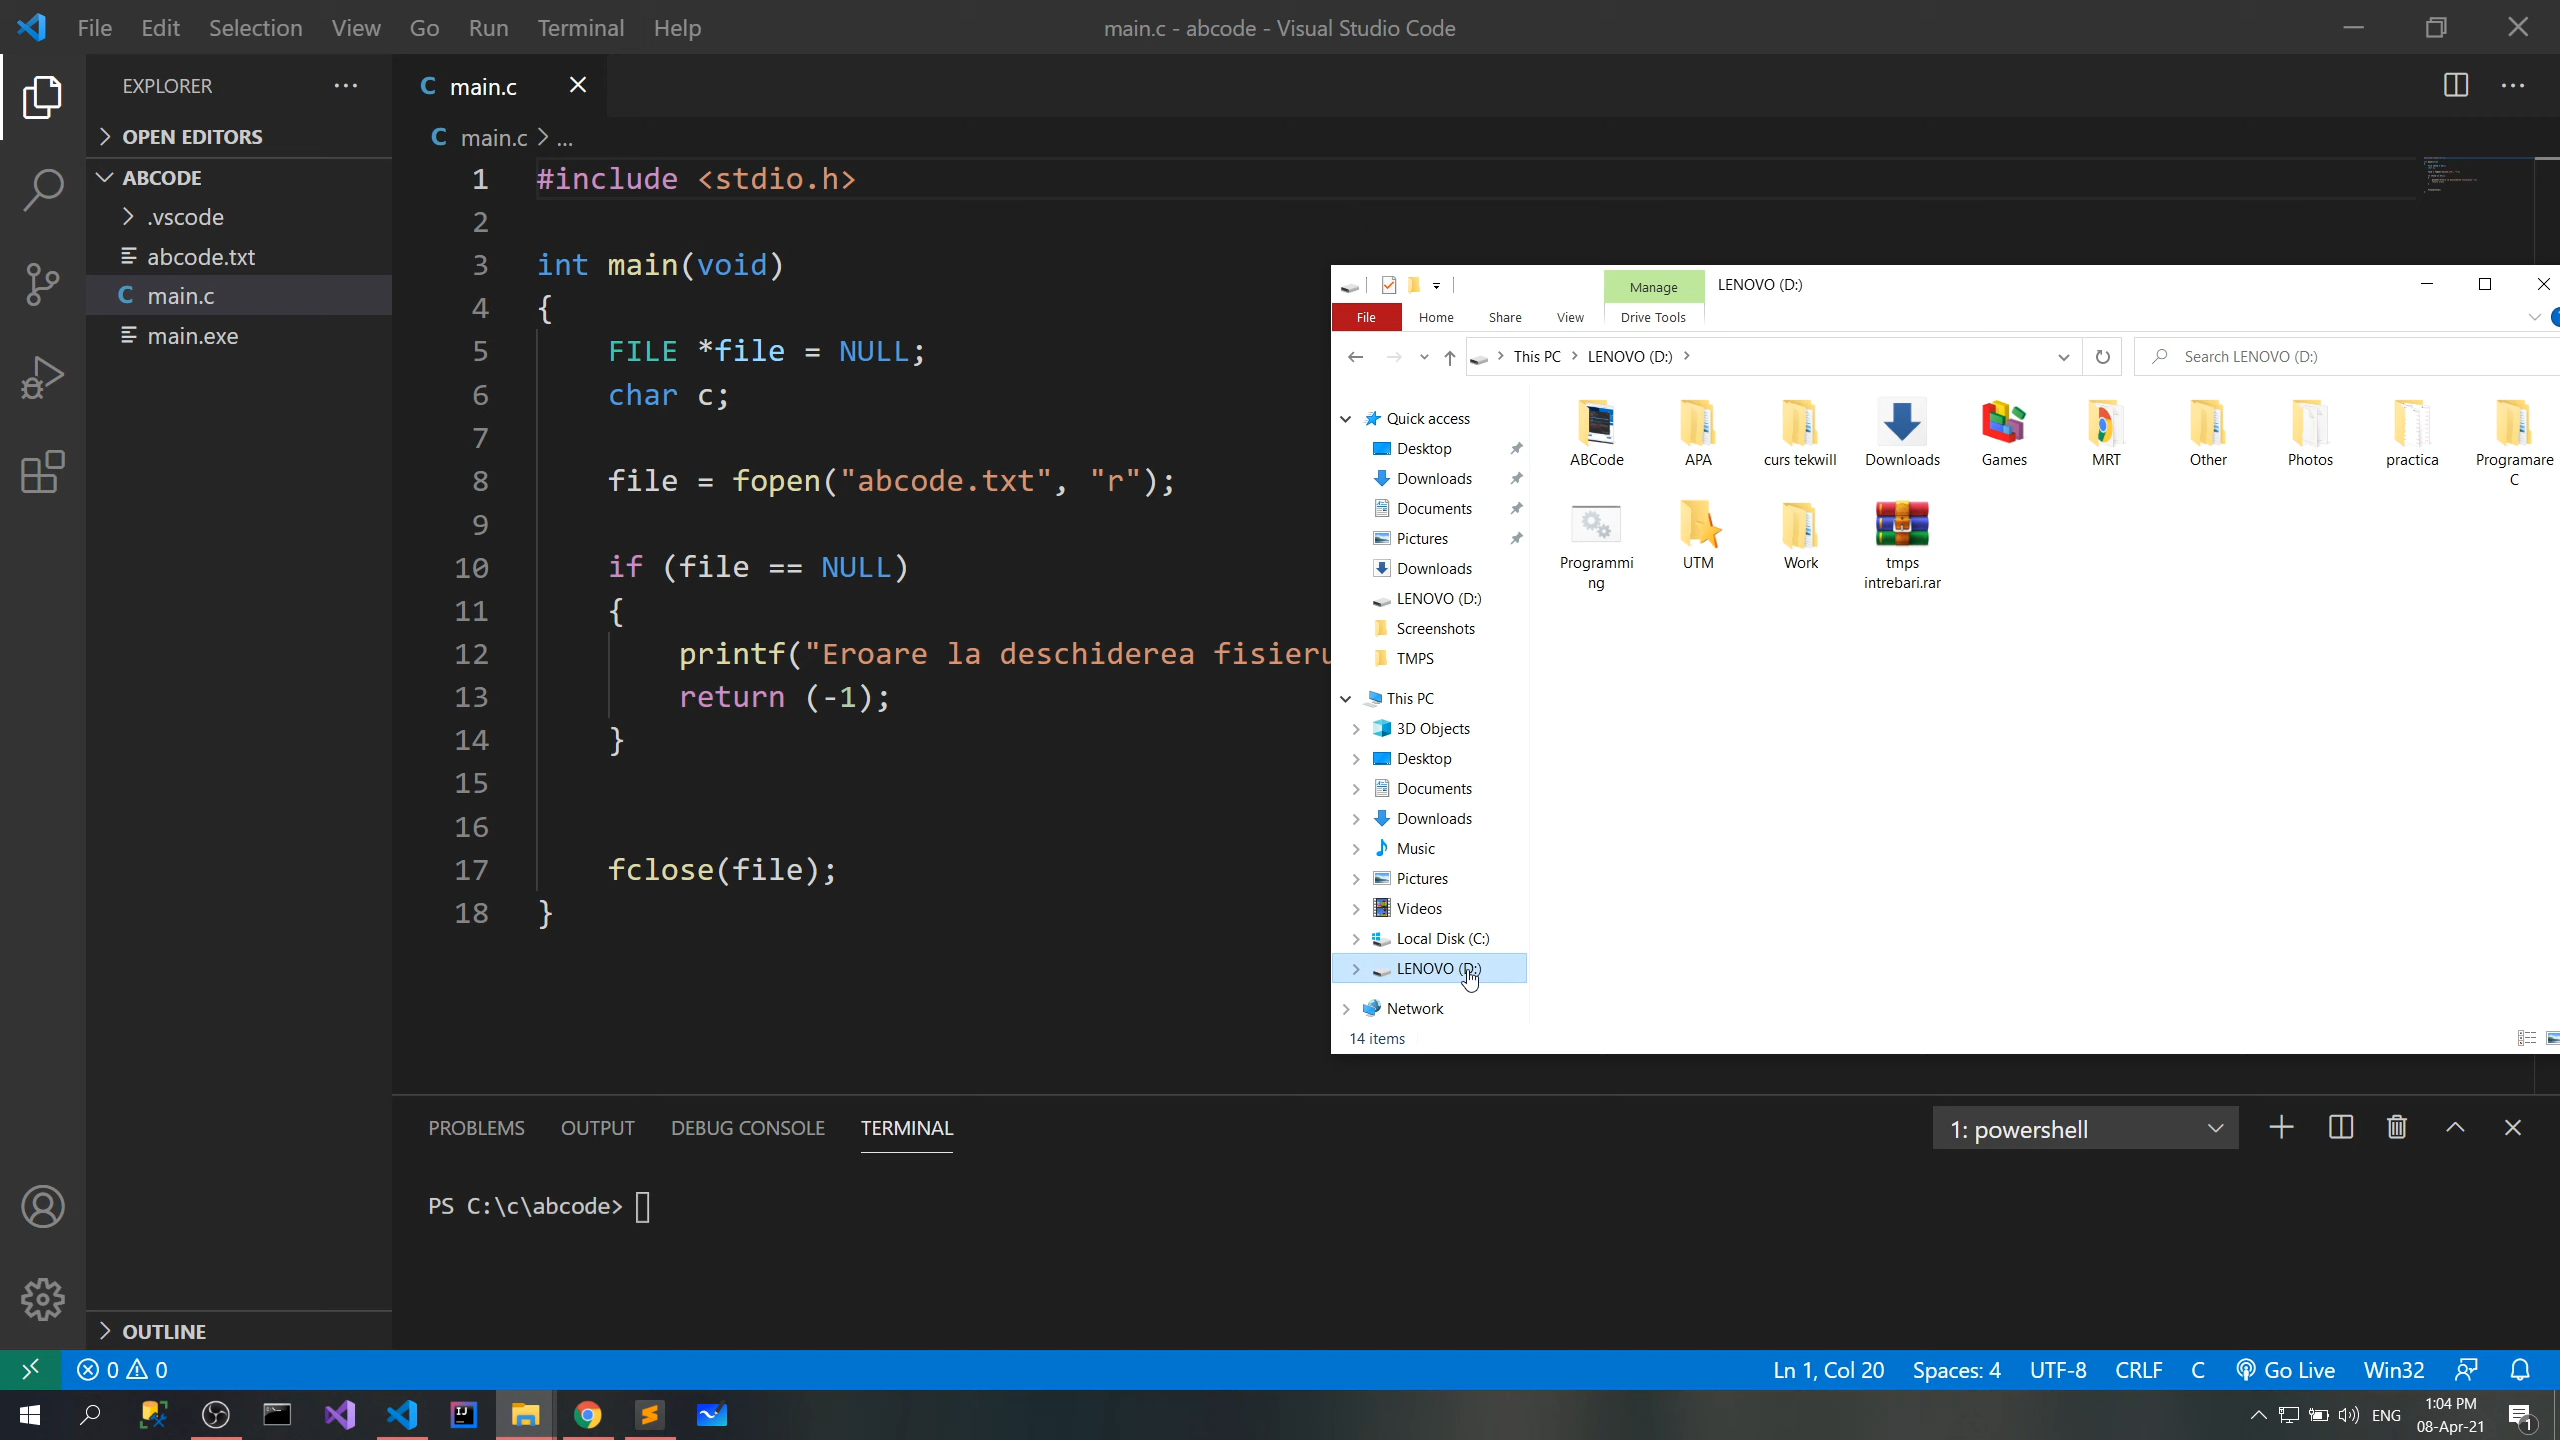 File Edit Selection View Go Run Terminal Help
main.c - abcode - Visual Studio Code
EXPLORER
OPEN EDITORS
ABCODE
.vscode
abcode.txt
main.c
main.exe
OUTLINE
main.c
main.c > ...
1 #include <stdio.h>
2
3 int main(void)
4 {
5 FILE *file = NULL;
6 char c;
7
8 file = fopen("abcode.txt", "r");
9
10 if (file == NULL)
11 {
12 printf("Eroare la deschiderea
13 return (-1);
14 }
15
16
17 fclose(file);
18 }
Manage LENOVO (D:)
File Home Share View Drive Tools
This PC > LENOVO (D:) >
Search LENOVO (D:)
Quick access
Desktop
Downloads
Documents
Pictures
Downloads
LENOVO (D:)
Screenshots
TMPS
This PC
3D Objects
Desktop
Documents
Downloads
Music
Pictures
Videos
Local Disk (C:)
LENOVO (D:)
Network
14 items
ABCode
APA
curs tekwill
Downloads
Games
MRT
Other
Photos
practica
Programare
C
Programmi
ng
UTM
Work
tmps
intrebari.rar
PROBLEMS OUTPUT DEBUG CONSOLE TERMINAL
1: powershell
PS C:\c\abcode>
0 0
Ln 1, Col 20 Spaces: 4 UTF-8 CRLF C Go Live Win32
ENG
1:04 PM
08-Apr-21
1